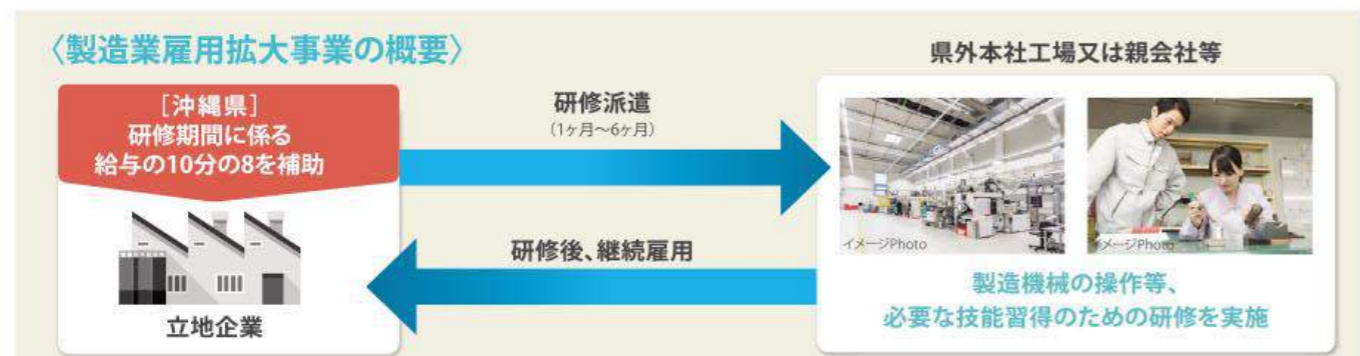 〈製造業雇用拡大事業の概要〉
県外本社工場又は親会社等
［沖縄県］
研修期間に係る
給与の10分の8を補助
研修派遣
（1ヶ月～6ヶ月）
イメージPhoto
イメージPhoto
研修後、継続雇用
立地企業
製造機械の操作等、
必要な技能習得のための研修を実施